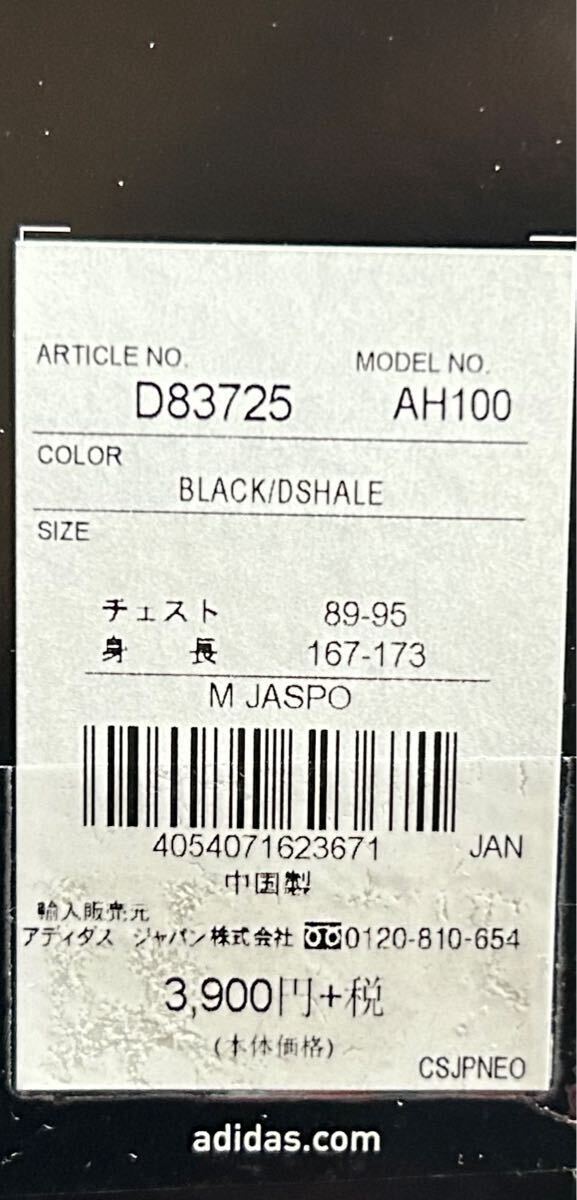 ARTICLE NO. MODEL NO.
D83725 AH100
COLOR
BLACK/DSHALE
SIZE
チェスト 89-95
身 長 167-173
M JASPO
4054071623671 JAN
中国製
輸入販売元
アディダス ジャパン株式会社 0120-810-654
3,900円+税
(本体価格)
CSJPNEO
adidas.com